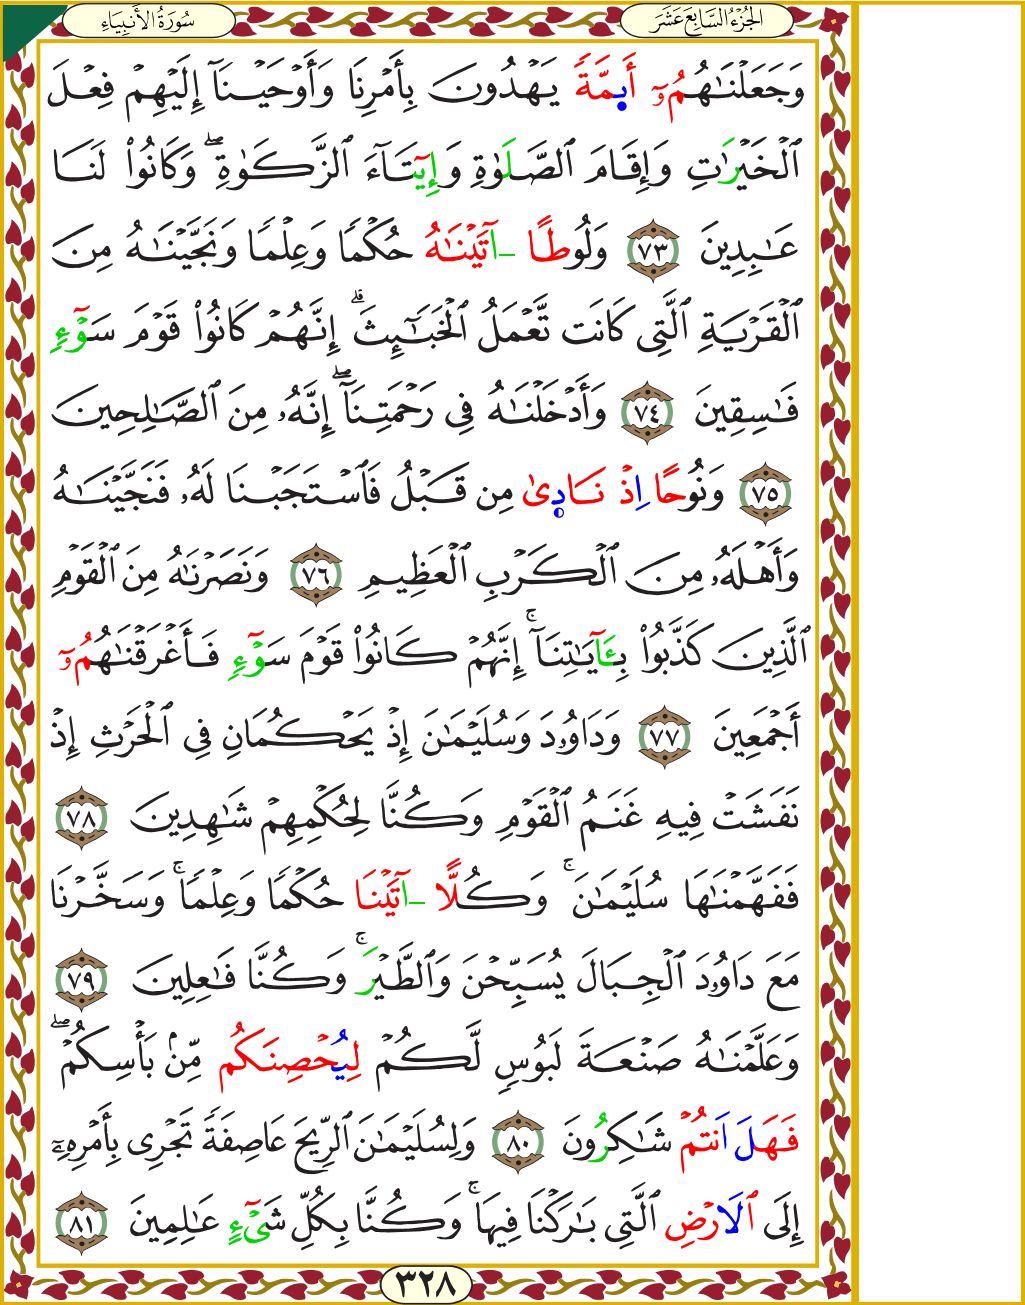 الجُزْءُ السَّابِعَ عَشَرَ
سُورَةُ الأَنبِيَاءِ
وَجَعَلْنَٰهُمُۥٓ أَئِمَّةٗ يَهْدُونَ بِأَمْرِنَا وَأَوْحَيْنَآ إِلَيْهِمْ فِعْلَ
ٱلْخَيْرَٰتِ وَإِقَامَ ٱلصَّلَوٰةِ وَإِيتَآءَ ٱلزَّكَوٰةِۖ وَكَانُواْ لَنَا
عَٰبِدِينَ ٧٣ وَلُوطًا اٰتَيْنَٰهُ حُكْمٗا وَعِلْمٗا وَنَجَّيْنَٰهُ مِنَ
ٱلْقَرْيَةِ ٱلَّتِي كَانَت تَّعْمَلُ ٱلْخَبَٰٓئِثَۗ إِنَّهُمْ كَانُواْ قَوْمَ سَوْءٖ
فَٰسِقِينَ ٧٤ وَأَدْخَلْنَٰهُ فِي رَحْمَتِنَآۖ إِنَّهُۥ مِنَ ٱلصَّٰلِحِينَ
٧٥ وَنُوحًا اِذْ نَادٜىٰ مِن قَبْلُ فَٱسْتَجَبْنَا لَهُۥ فَنَجَّيْنَٰهُ
وَأَهْلَهُۥ مِنَ ٱلْكَرْبِ ٱلْعَظِيمِ ٧٦ وَنَصَرْنَٰهُ مِنَ ٱلْقَوْمِ
ٱلَّذِينَ كَذَّبُواْ بِـَٔايَٰتِنَآۚ إِنَّهُمْ كَانُواْ قَوْمَ سَوْءٖ فَأَغْرَقْنَٰهُمُۥٓ
أَجْمَعِينَ ٧٧ وَدَاوُۥدَ وَسُلَيْمَٰنَ إِذْ يَحْكُمَانِ فِي ٱلْحَرْثِ إِذْ
نَفَشَتْ فِيهِ غَنَمُ ٱلْقَوْمِ وَكُنَّا لِحُكْمِهِمْ شَٰهِدِينَ ٧٨
فَفَهَّمْنَٰهَا سُلَيْمَٰنَۚ وَكُلًّا اٰتَيْنَا حُكْمٗا وَعِلْمٗاۚ وَسَخَّرْنَا
مَعَ دَاوُۥدَ ٱلْجِبَالَ يُسَبِّحْنَ وَٱلطَّيْرَۚ وَكُنَّا فَٰعِلِينَ ٧٩
وَعَلَّمْنَٰهُ صَنْعَةَ لَبُوسٖ لَّكُمْ لِيُحْصِنَكُم مِّنۢ بَأْسِكُمْۖ
فَهَلَ اَنتُمْ شَٰكِرُونَ ٨٠ وَلِسُلَيْمَٰنَ ٱلرِّيحَ عَاصِفَةٗ تَجْرِي بِأَمْرِهِۦٓ
إِلَى ٱلَارْضِ ٱلَّتِي بَٰرَكْنَا فِيهَاۚ وَكُنَّا بِكُلِّ شَيْءٍ عَٰلِمِينَ ٨١
٣٢٨